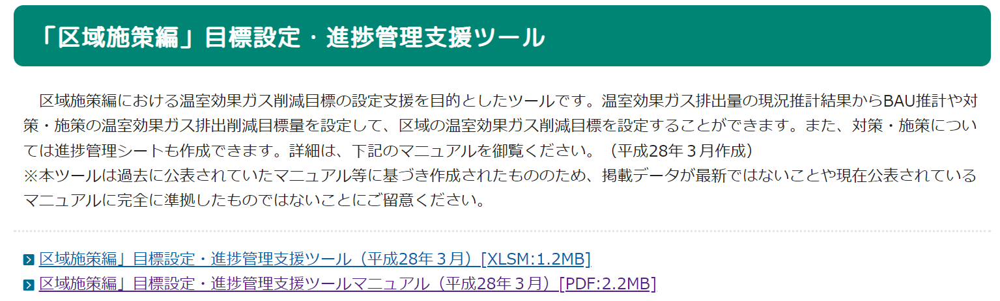 「区域施策編」目標設定・進捗管理支援ツール
　区域施策編における温室効果ガス削減目標の設定支援を目的としたツールです。温室効果ガス排出量の現況推計結果からBAU推計や対
策・施策の温室効果ガス排出削減目標量を設定して、区域の温室効果ガス削減目標を設定することができます。また、対策・施策につい
ては進捗管理シートも作成できます。詳細は、下記のマニュアルを御覧ください。（平成28年３月作成）
※本ツールは過去に公表されていたマニュアル等に基づき作成されたもののため、掲載データが最新ではないことや現在公表されている
マニュアルに完全に準拠したものではないことにご留意ください。
区域施策編」目標設定・進捗管理支援ツール（平成28年３月）[XLSM:1.2MB]
区域施策編」目標設定・進捗管理支援ツールマニュアル（平成28年３月）[PDF:2.2MB]